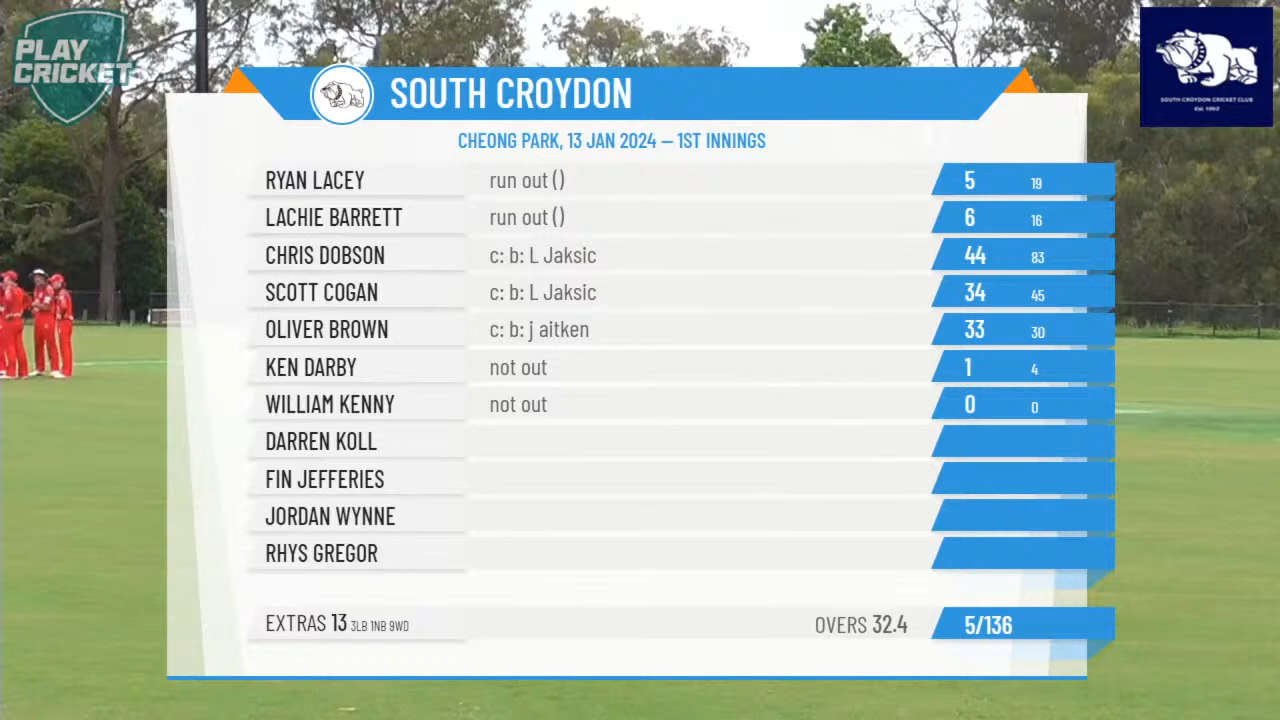 PLAY
CRICKET
SOUTH CROYDON
SOUTH CROYDON CRICKET CLUB
CHEONG PARK, 13 JAN 2024 – 1ST INNINGS
RYAN LACEY run out () 5 19
LACHIE BARRETT run out () 6 16
CHRIS DOBSON c: b: L Jaksic 44 83
SCOTT COGAN c: b: L Jaksic 34 45
OLIVER BROWN c: b: j aitken 33 30
KEN DARBY not out 1 4
WILLIAM KENNY not out 0 0
DARREN KOLL
FIN JEFFERIES
JORDAN WYNNE
RHYS GREGOR
EXTRAS 13 3LB 1NB 9WD OVERS 32.4 5/136